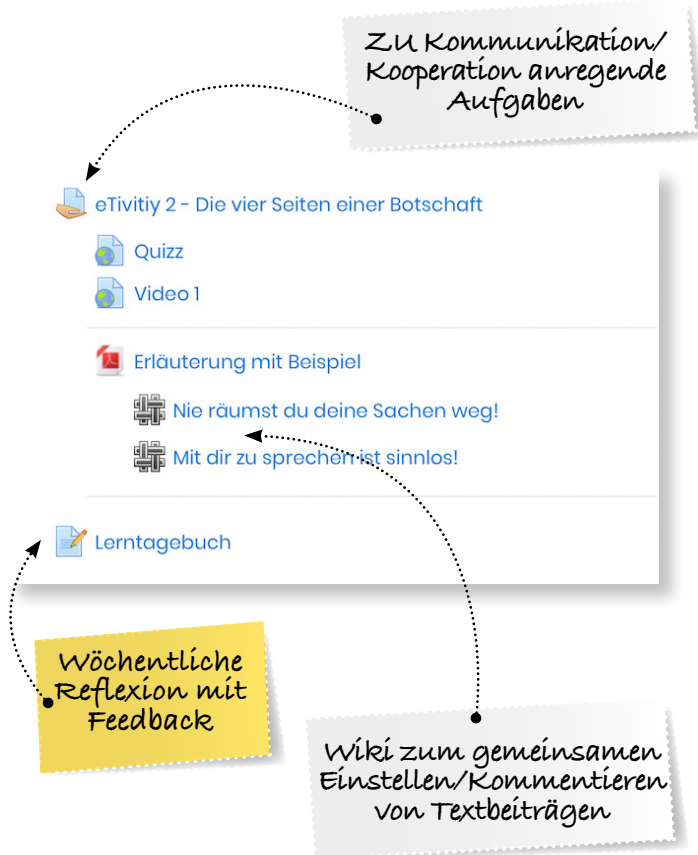 Zu Kommunikation/
Kooperation anregende
Aufgaben
eTivitiy 2 - Die vier Seiten einer Botschaft
Quizz
Video 1
Erläuterung mit Beispiel
Nie räumst du deine Sachen weg!
Mit dir zu sprechen ist sinnlos!
Lerntagebuch
Wöchentliche
Reflexion mit
Feedback
Wiki zum gemeinsamen
Einstellen/Kommentieren
von Textbeiträgen